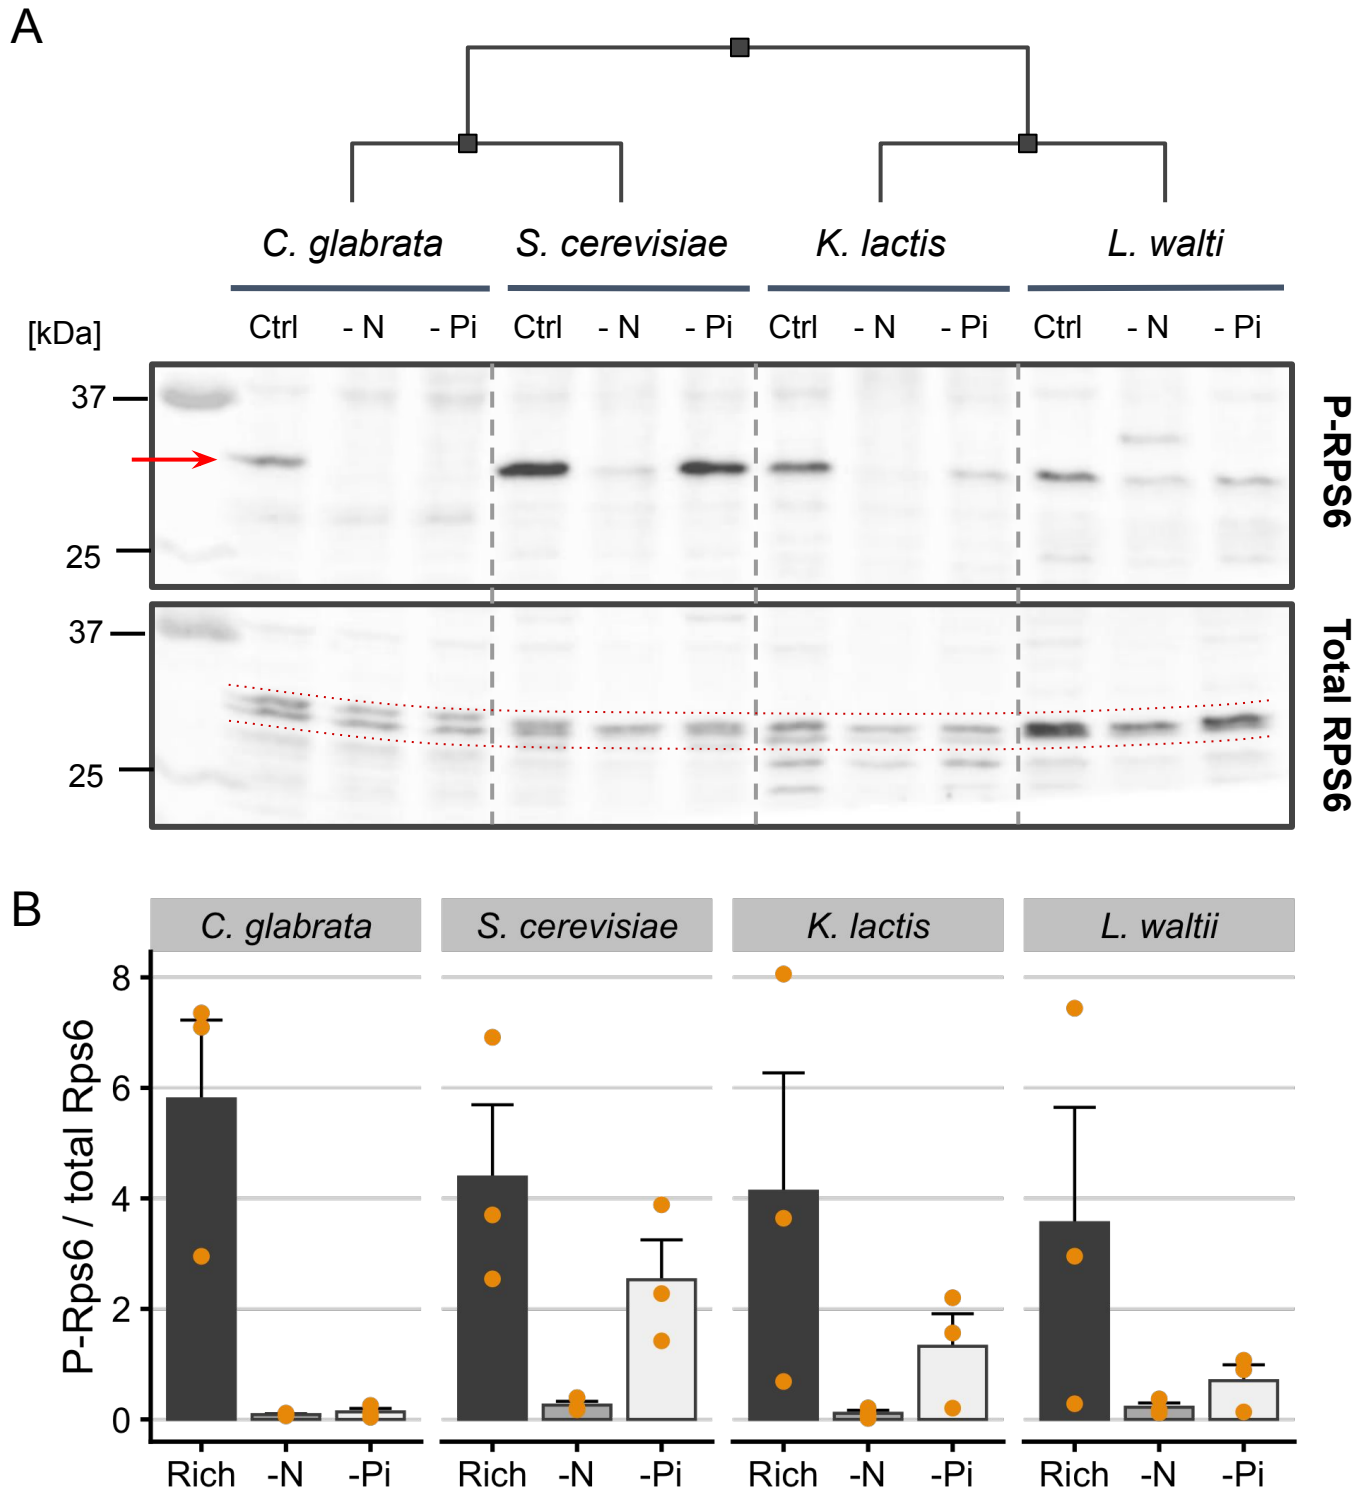 A
C. glabrata S. cerevisiae K. lactis L. walti
[kDa] Ctrl - N - Pi Ctrl - N - Pi Ctrl - N - Pi Ctrl - N - Pi
37
25
P-RPS6
37
25
Total RPS6
B
C. glabrata S. cerevisiae K. lactis L. waltii
P-Rps6 / total Rps6
8
6
4
2
0
Rich -N -Pi Rich -N -Pi Rich -N -Pi Rich -N -Pi